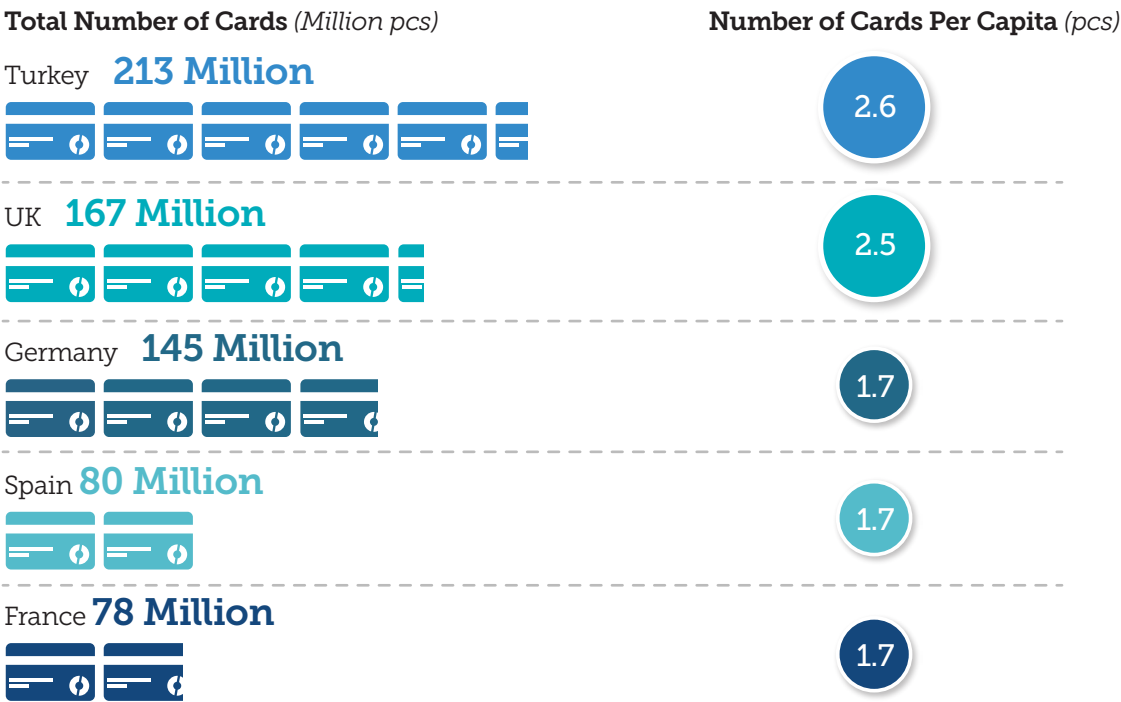 Total Number of Cards (Million pcs)
Number of Cards Per Capita (pcs)
Turkey 213 Million
2.6
UK 167 Million
2.5
Germany 145 Million
1.7
Spain 80 Million
1.7
France 78 Million
1.7